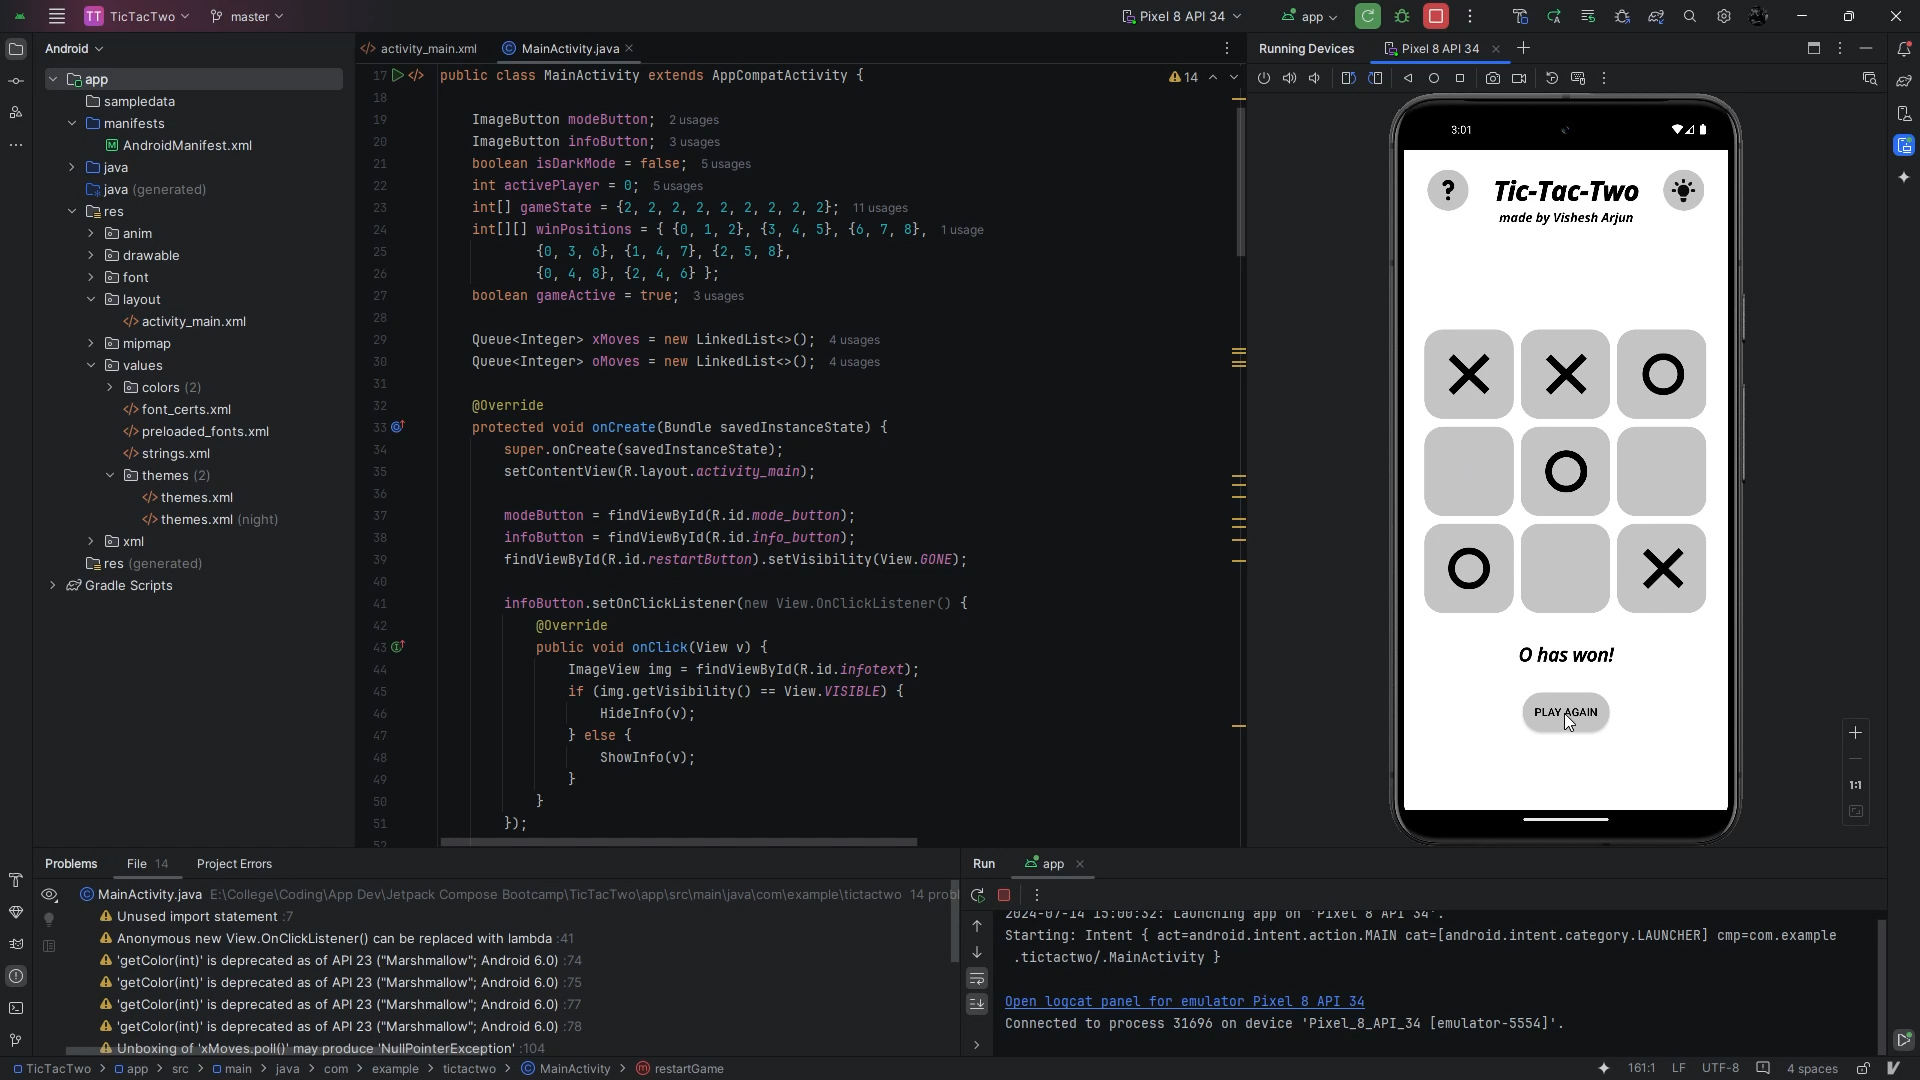 TT TicTacTwo master Pixel 8 API 34 app
Android
app
sampledata
manifests
AndroidManifest.xml
java
java (generated)
res
anim
drawable
font
layout
activity_main.xml
mipmap
values
colors (2)
font_certs.xml
preloaded_fonts.xml
strings.xml
themes (2)
themes.xml
themes.xml (night)
xml
res (generated)
Gradle Scripts
activity_main.xml MainActivity.java
14
17 public class MainActivity extends AppCompatActivity {
18
19 ImageButton modeButton; 2 usages
20 ImageButton infoButton; 3 usages
21 boolean isDarkMode = false; 5 usages
22 int activePlayer = 0; 5 usages
23 int[] gameState = {2, 2, 2, 2, 2, 2, 2, 2, 2}; 11 usages
24 int[][] winPositions = { {0, 1, 2}, {3, 4, 5}, {6, 7, 8}, 1 usage
25 {0, 3, 6}, {1, 4, 7}, {2, 5, 8},
26 {0, 4, 8}, {2, 4, 6} };
27 boolean gameActive = true; 3 usages
28
29 Queue<Integer> xMoves = new LinkedList<>(); 4 usages
30 Queue<Integer> oMoves = new LinkedList<>(); 4 usages
31
32 @Override
33 protected void onCreate(Bundle savedInstanceState) {
34 super.onCreate(savedInstanceState);
35 setContentView(R.layout.activity_main);
36
37 modeButton = findViewById(R.id.mode_button);
38 infoButton = findViewById(R.id.info_button);
39 findViewById(R.id.restartButton).setVisibility(View.GONE);
40
41 infoButton.setOnClickListener(new View.OnClickListener() {
42 @Override
43 public void onClick(View v) {
44 ImageView img = findViewById(R.id.infotext);
45 if (img.getVisibility() == View.VISIBLE) {
46 HideInfo(v);
47 } else {
48 ShowInfo(v);
49 }
50 }
51 });
52
Running Devices Pixel 8 API 34
3:01
?
Tic-Tac-Two
made by Vishesh Arjun
X X O
O
O X
O has won!
PLAY AGAIN
1:1
Problems File 14 Project Errors
MainActivity.java E:\College\Coding\App Dev\Jetpack Compose Bootcamp\TicTacTwo\app\src\main\java\com\example\tictactwo 14 probl
Unused import statement :7
Anonymous new View.OnClickListener() can be replaced with lambda :41
'getColor(int)' is deprecated as of API 23 ("Marshmallow"; Android 6.0) :74
'getColor(int)' is deprecated as of API 23 ("Marshmallow"; Android 6.0) :75
'getColor(int)' is deprecated as of API 23 ("Marshmallow"; Android 6.0) :77
'getColor(int)' is deprecated as of API 23 ("Marshmallow"; Android 6.0) :78
Unboxing of 'xMoves.poll()' may produce 'NullPointerException' :104
Run app
2024-07-14 15:00:32: Launching app on 'Pixel 8 API 34'.
Starting: Intent { act=android.intent.action.MAIN cat=[android.intent.category.LAUNCHER] cmp=com.example
.tictactwo/.MainActivity }
Open logcat panel for emulator Pixel 8 API 34
Connected to process 31696 on device 'Pixel_8_API_34 [emulator-5554]'.
TicTacTwo > app > src > main > java > com > example > tictactwo > MainActivity > restartGame 161:1 LF UTF-8 4 spaces